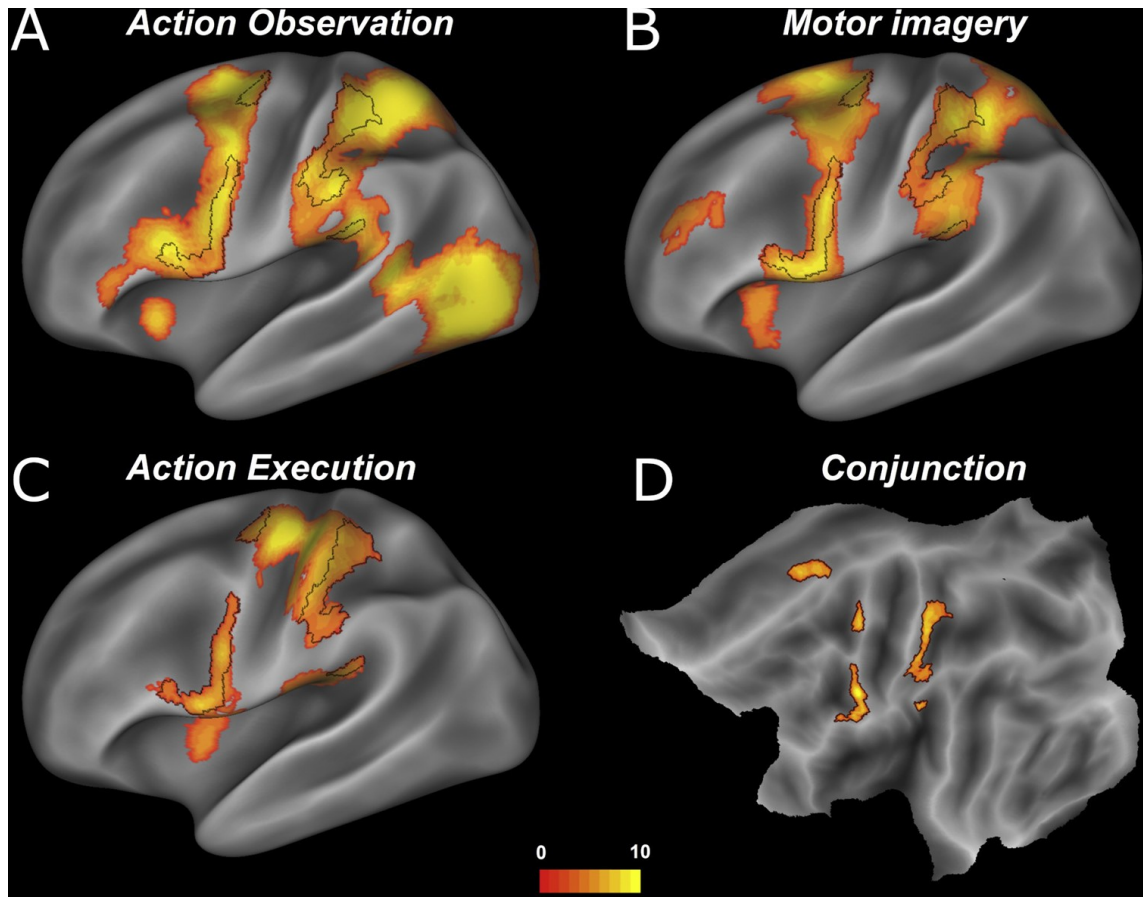 A Action Observation
B Motor imagery
C Action Execution
D Conjunction
0 10